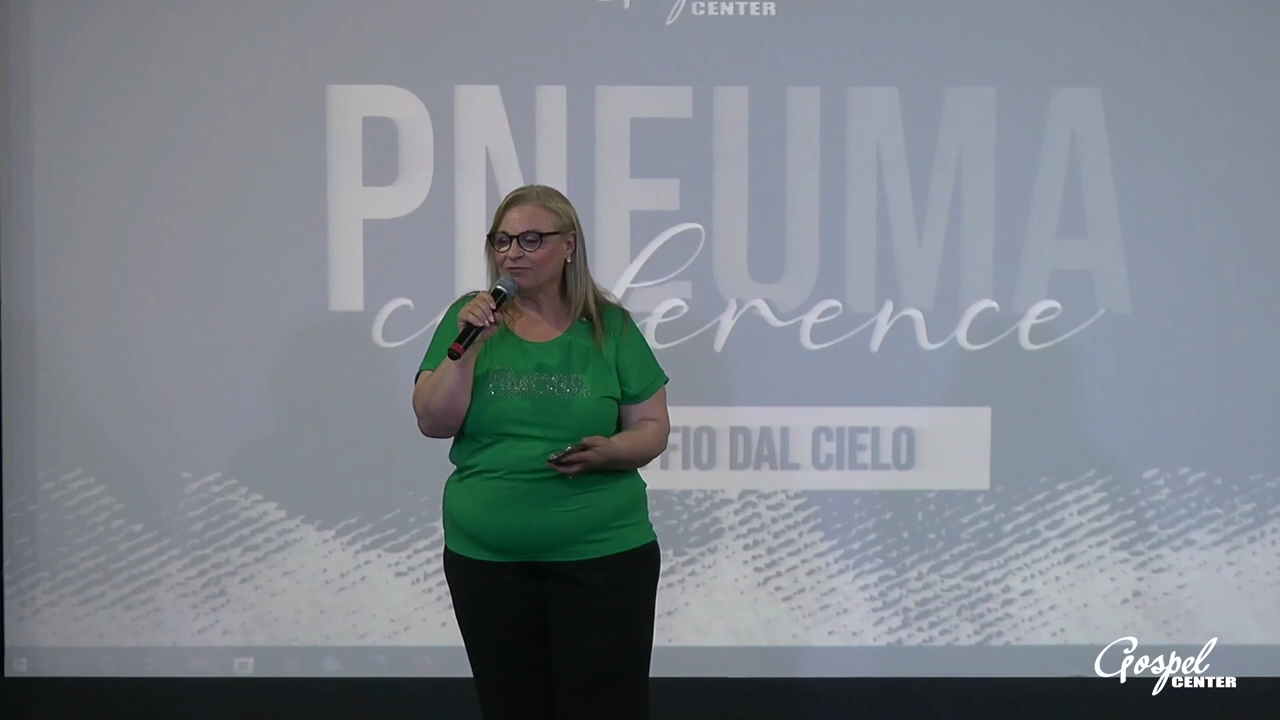 CENTER
PNEUMA
conference
FIO DAL CIELO
Gospel
CENTER